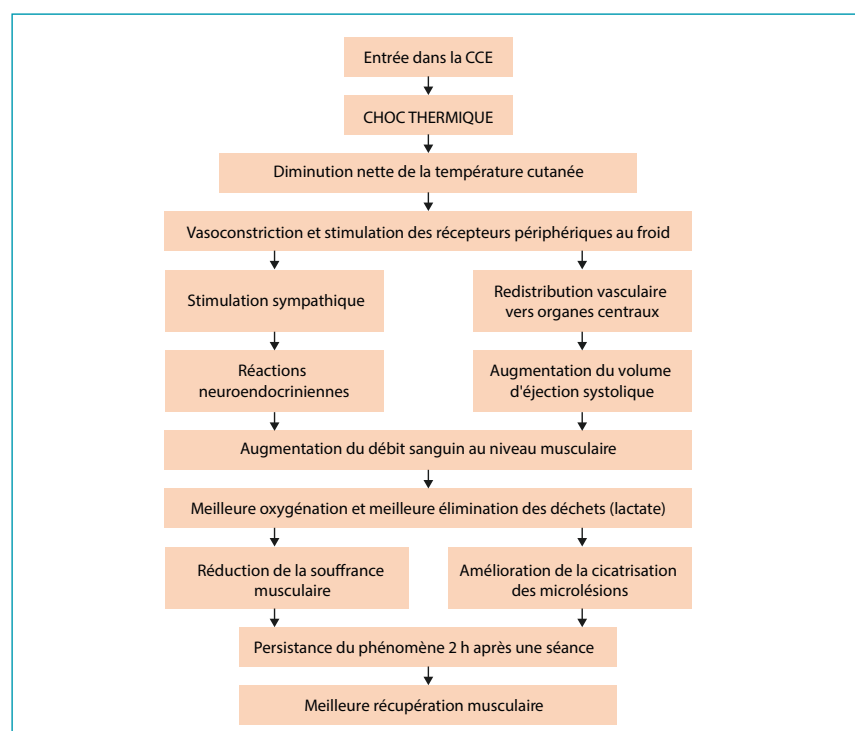 Entrée dans la CCE
CHOC THERMIQUE
Diminution nette de la température cutanée
Vasoconstriction et stimulation des récepteurs périphériques au froid
Stimulation sympathique
Redistribution vasculaire
vers organes centraux
Réactions
neuroendocriniennes
Augmentation du volume
d'éjection systolique
Augmentation du débit sanguin au niveau musculaire
Meilleure oxygénation et meilleure élimination des déchets (lactate)
Réduction de la souffrance
musculaire
Amélioration de la cicatrisation
des microlésions
Persistance du phénomène 2 h après une séance
Meilleure récupération musculaire